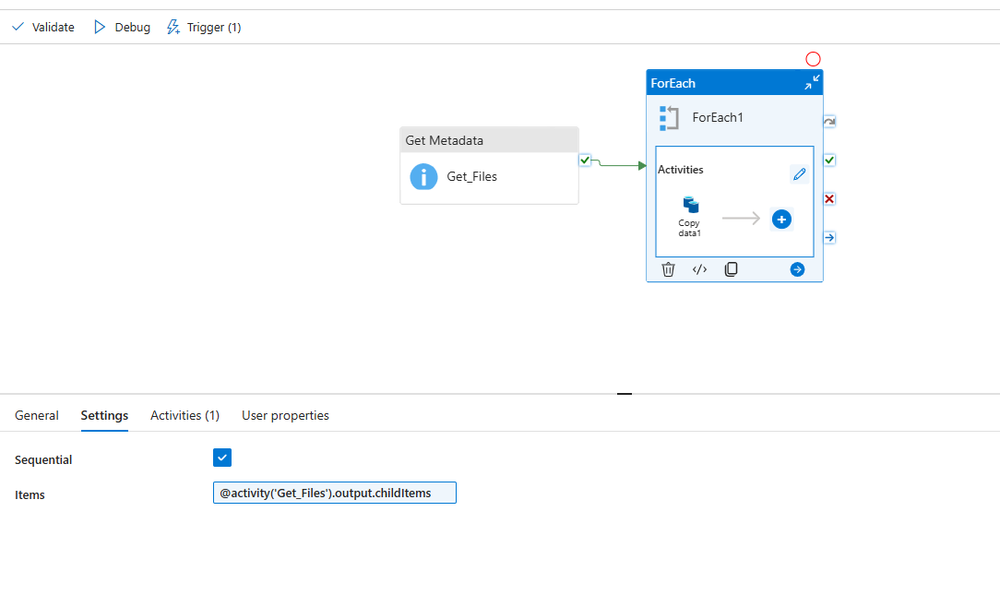 Validate Debug Trigger (1)
ForEach
ForEach1
Get Metadata
Get_Files
Activities
Copy
data1
General Settings Activities (1) User properties
Sequential
Items @activity('Get_Files').output.childItems